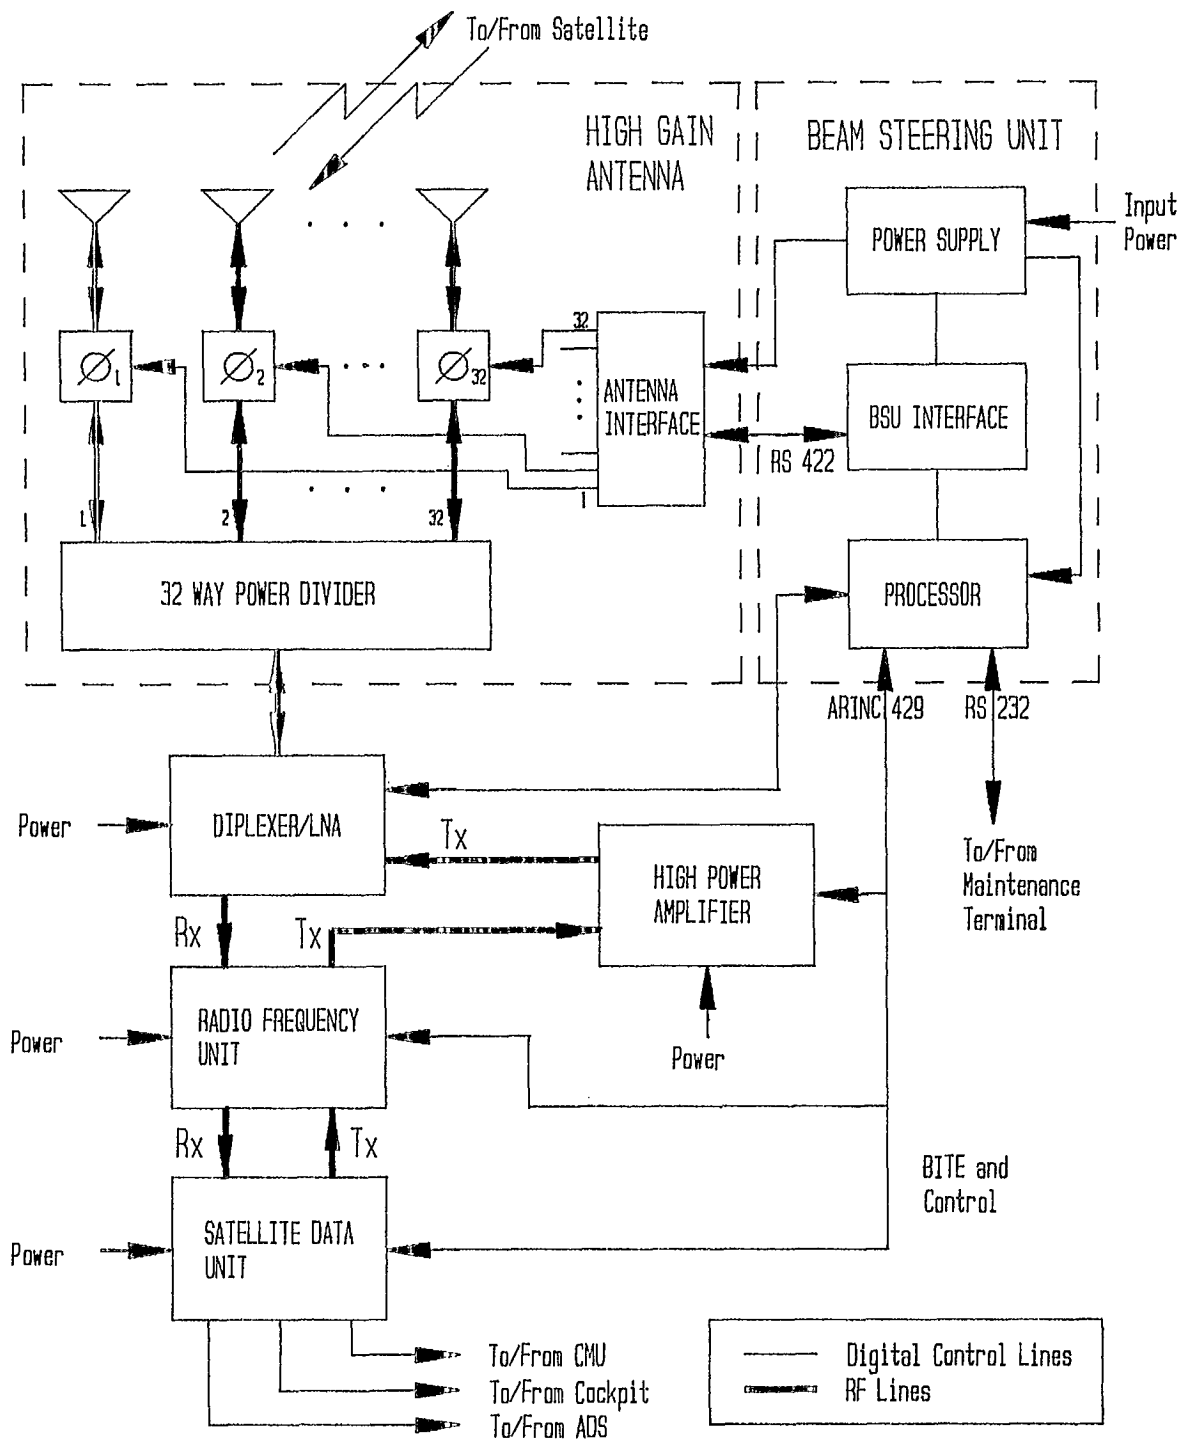 To/From Satellite
HIGH GAIN
ANTENNA
BEAM STEERING UNIT
Input
Power
POWER SUPPLY
32
Ø1
Ø2
Ø32
ANTENNA
INTERFACE
BSU INTERFACE
RS 422
1
1
2
32
32 WAY POWER DIVIDER
PROCESSOR
ARINC 429
RS 232
Power
DIPLEXER/LNA
Tx
HIGH POWER
AMPLIFIER
To/From
Maintenance
Terminal
Rx
Tx
Power
RADIO FREQUENCY
UNIT
Power
Rx
Tx
BITE and
Control
Power
SATELLITE DATA
UNIT
To/From CMU
To/From Cockpit
To/From ADS
Digital Control Lines
RF Lines